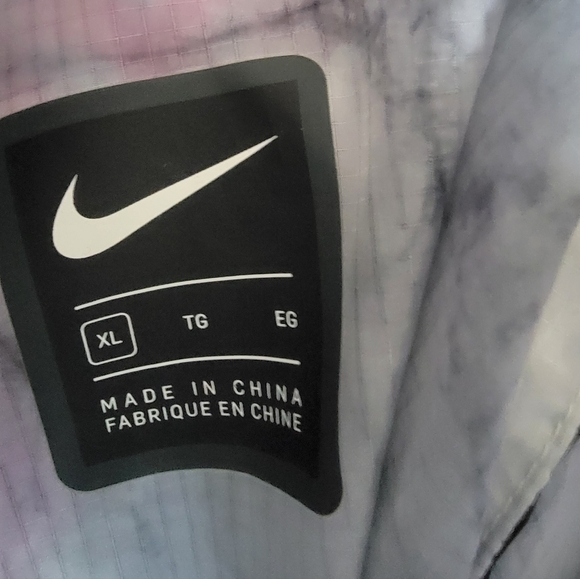 XL TG EG
MADE IN CHINA
FABRIQUE EN CHINE